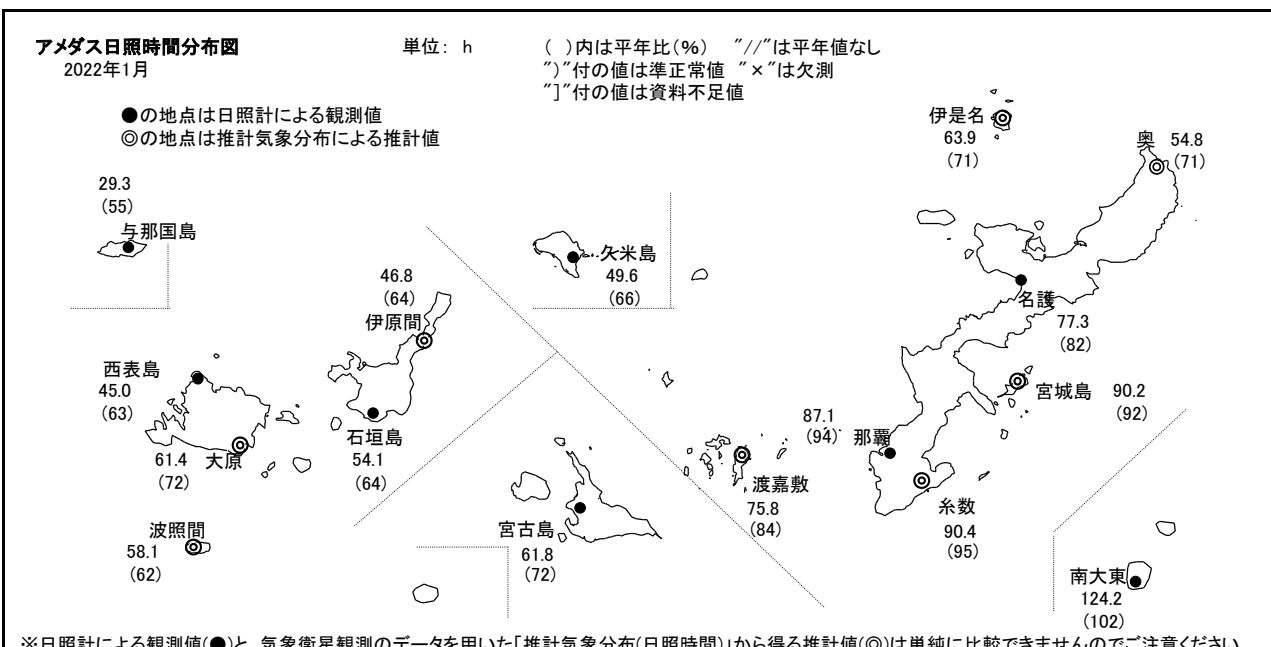 アメダス日照時間分布図
単位: h
( )内は平年比(%) "//"は平年値なし
2022年1月
")"付の値は準正常値 "×"は欠測
"]"付の値は資料不足値
●の地点は日照計による観測値
◎の地点は推計気象分布による推計値
伊是名
63.9
(71)
奥 54.8
(71)
29.3
(55)
与那国島
久米島
49.6
(66)
46.8
(64)
伊原間
名護
77.3
(82)
西表島
45.0
(63)
宮城島 90.2
(92)
87.1
(94)
那覇
石垣島
54.1
(64)
61.4
(72)
大原
渡嘉敷
75.8
(84)
糸数
90.4
(95)
波照間
58.1
(62)
宮古島
61.8
(72)
南大東
124.2
(102)
※日照計による観測値(●)と、気象衛星観測のデータを用いた「推計気象分布(日照時間)」から得る推計値(◎)は単純に比較できませんのでご注意ください